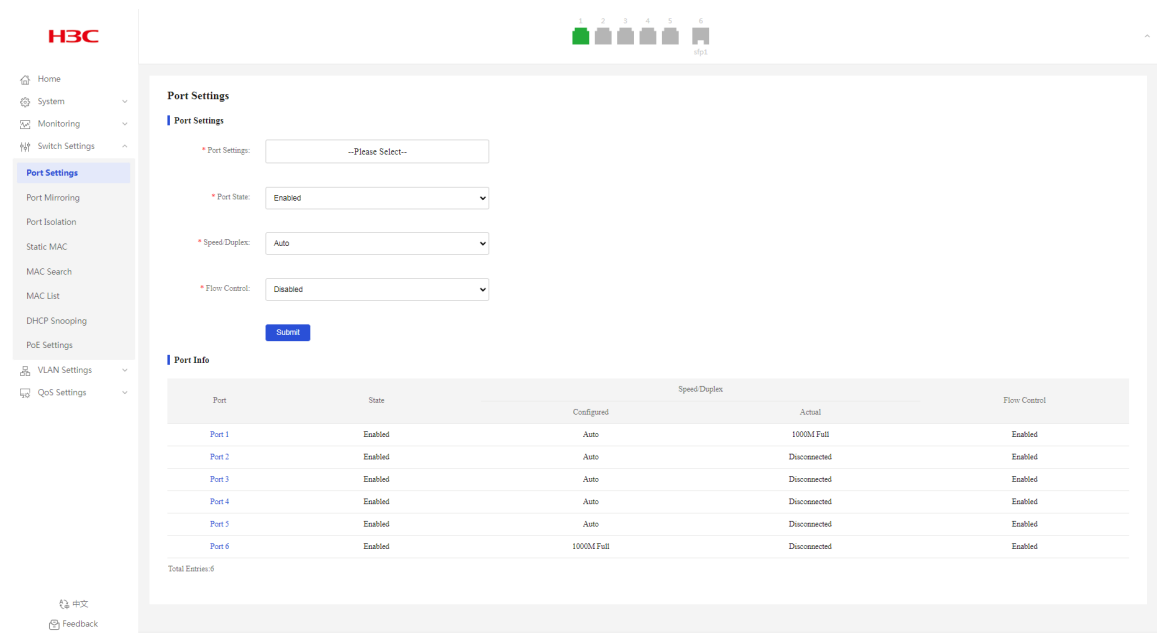 H3C
1 2 3 4 5 6
sfp1
Home
System
Monitoring
Switch Settings
Port Settings
Port Mirroring
Port Isolation
Static MAC
MAC Search
MAC List
DHCP Snooping
PoE Settings
VLAN Settings
QoS Settings
中文
Feedback
Port Settings
Port Settings
* Port Settings: --Please Select--
* Port State: Enabled
* Speed/Duplex: Auto
* Flow Control: Disabled
Submit
Port Info
Port State Speed/Duplex Flow Control
Configured Actual
Port 1 Enabled Auto 1000M Full Enabled
Port 2 Enabled Auto Disconnected Enabled
Port 3 Enabled Auto Disconnected Enabled
Port 4 Enabled Auto Disconnected Enabled
Port 5 Enabled Auto Disconnected Enabled
Port 6 Enabled 1000M Full Disconnected Enabled
Total Entries:6